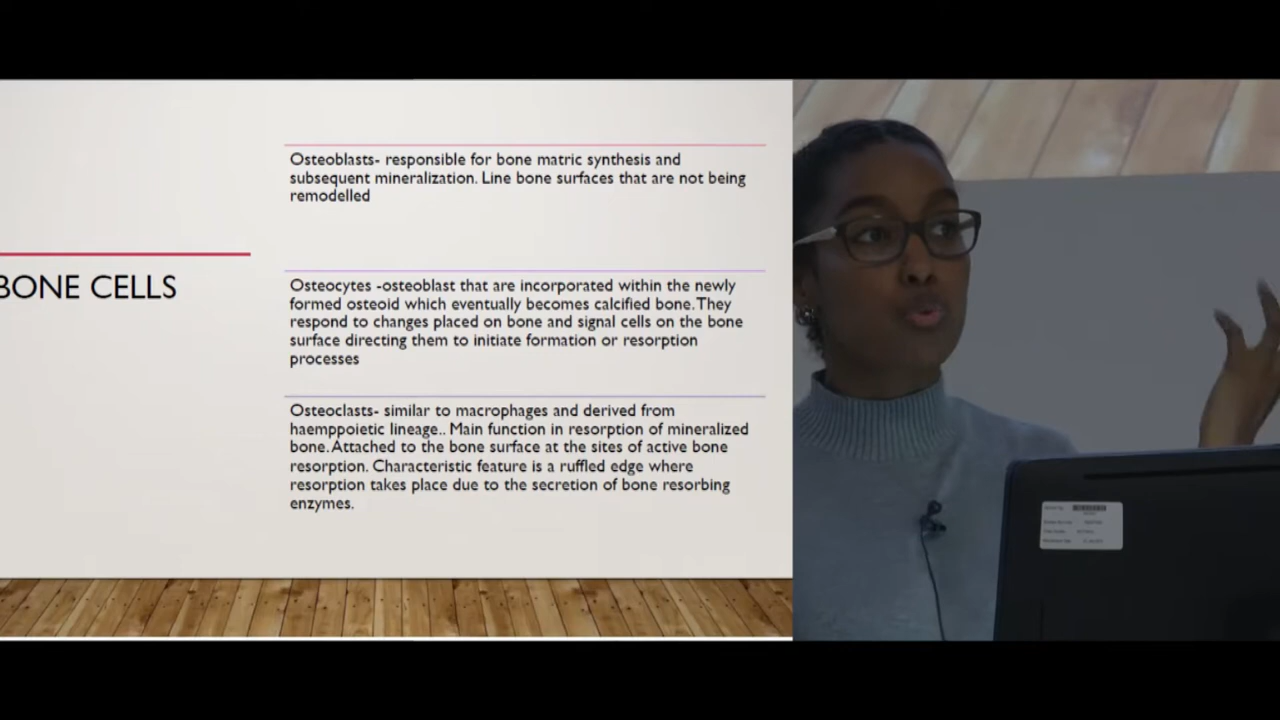 BONE CELLS
Osteoblasts- responsible for bone matric synthesis and
subsequent mineralization. Line bone surfaces that are not being
remodelled
Osteocytes -osteoblast that are incorporated within the newly
formed osteoid which eventually becomes calcified bone. They
respond to changes placed on bone and signal cells on the bone
surface directing them to initiate formation or resorption
processes
Osteoclasts- similar to macrophages and derived from
haemppoietic lineage.. Main function in resorption of mineralized
bone. Attached to the bone surface at the sites of active bone
resorption. Characteristic feature is a ruffled edge where
resorption takes place due to the secretion of bone resorbing
enzymes.